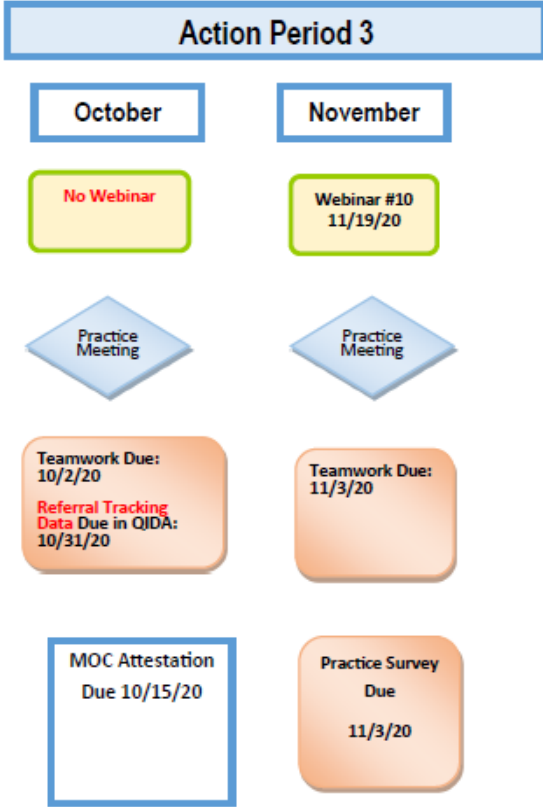 Action Period 3
October
November
No Webinar
Webinar #10
11/19/20
Practice
Meeting
Practice
Meeting
Teamwork Due:
10/2/20
Referral Tracking
Data Due in QIDA:
10/31/20
Teamwork Due:
11/3/20
MOC Attestation
Due 10/15/20
Practice Survey
Due
11/3/20